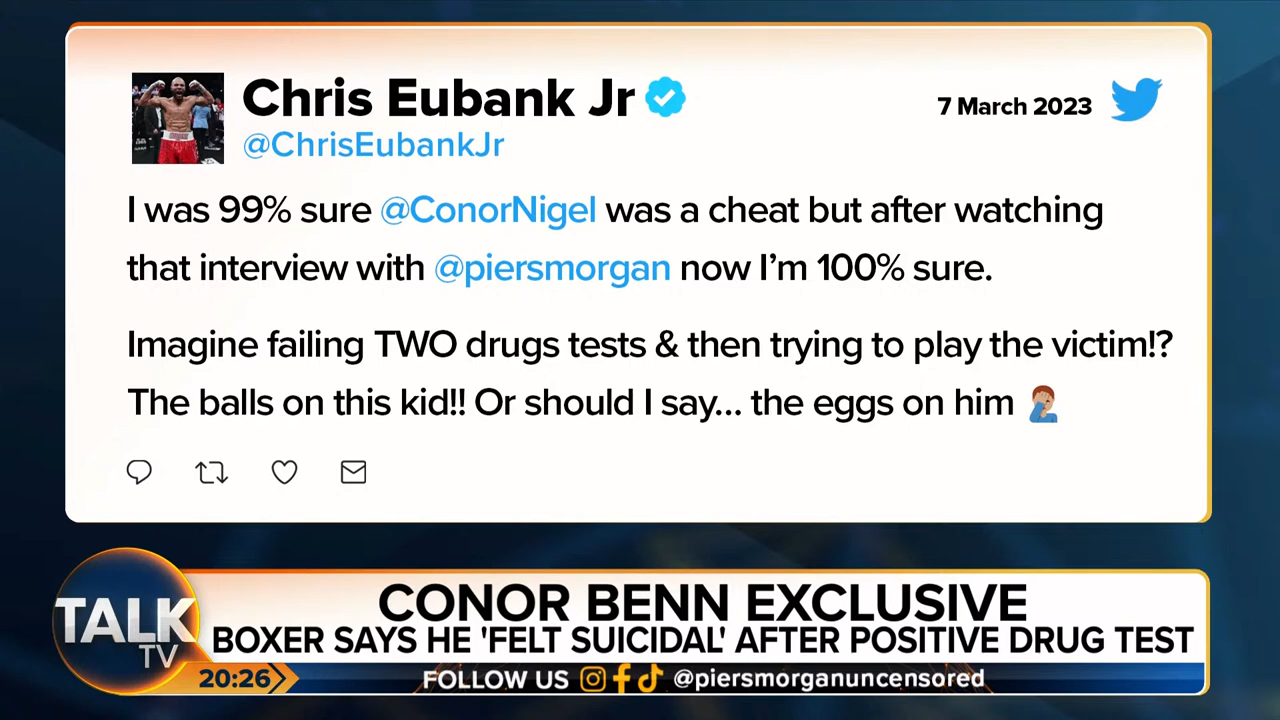 Chris Eubank Jr
7 March 2023
@ChrisEubankJr
I was 99% sure @ConorNigel was a cheat but after watching
that interview with @piersmorgan now I'm 100% sure.
Imagine failing TWO drugs tests & then trying to play the victim!?
The balls on this kid!! Or should I say... the eggs on him 🤦🏽‍♂️
TALK
TV
CONOR BENN EXCLUSIVE
BOXER SAYS HE 'FELT SUICIDAL' AFTER POSITIVE DRUG TEST
20:26
FOLLOW US @piersmorganuncensored